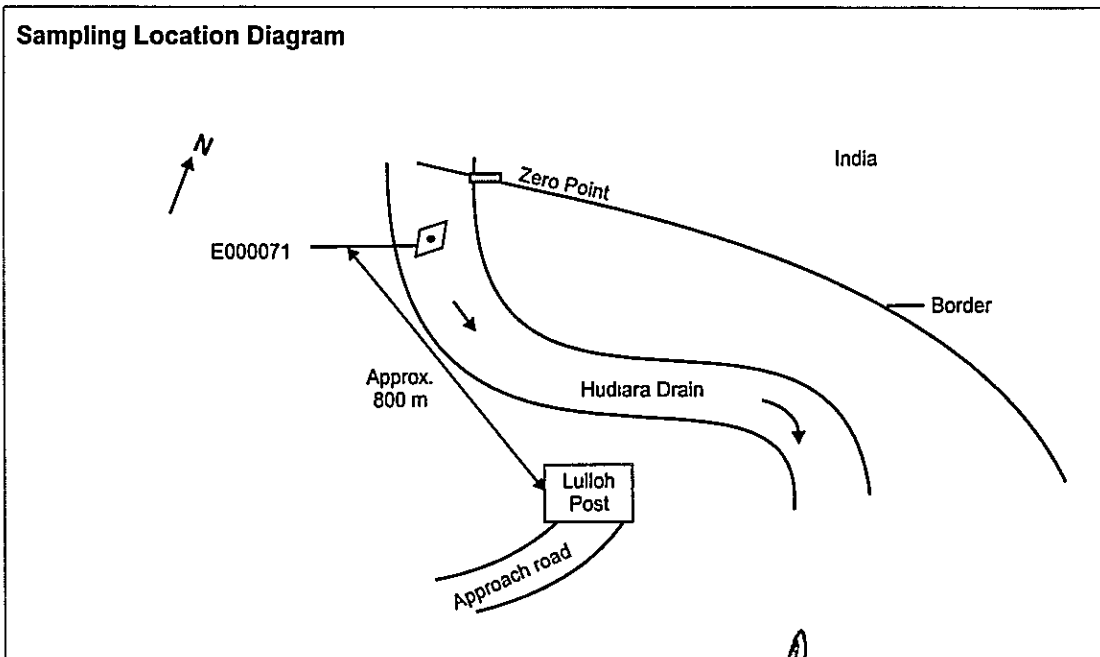 Sampling Location Diagram
N
India
Zero Point
E000071
Border
Approx.
800 m
Hudiara Drain
Lulloh
Post
Approach road